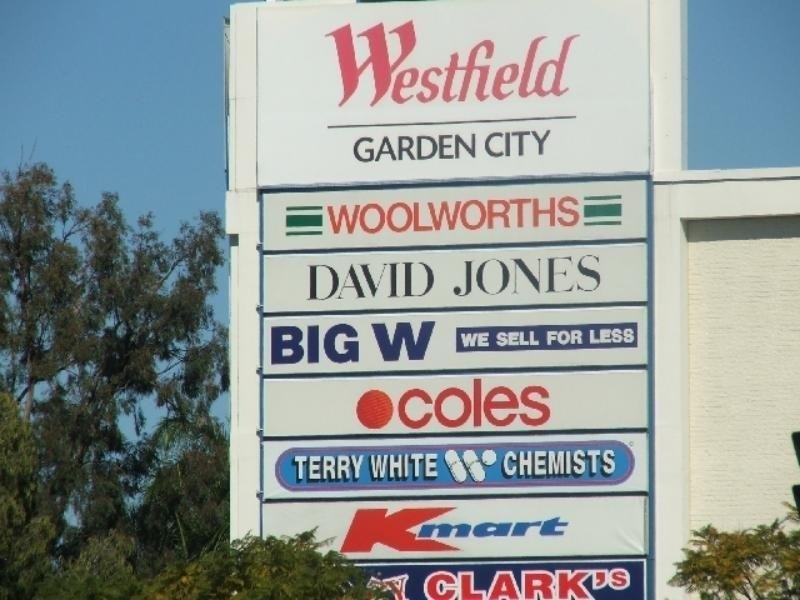 Westfield
GARDEN CITY
WOOLWORTHS
DAVID JONES
BIG W WE SELL FOR LESS
coles
TERRY WHITE CHEMISTS
Kmart
CLARK'S